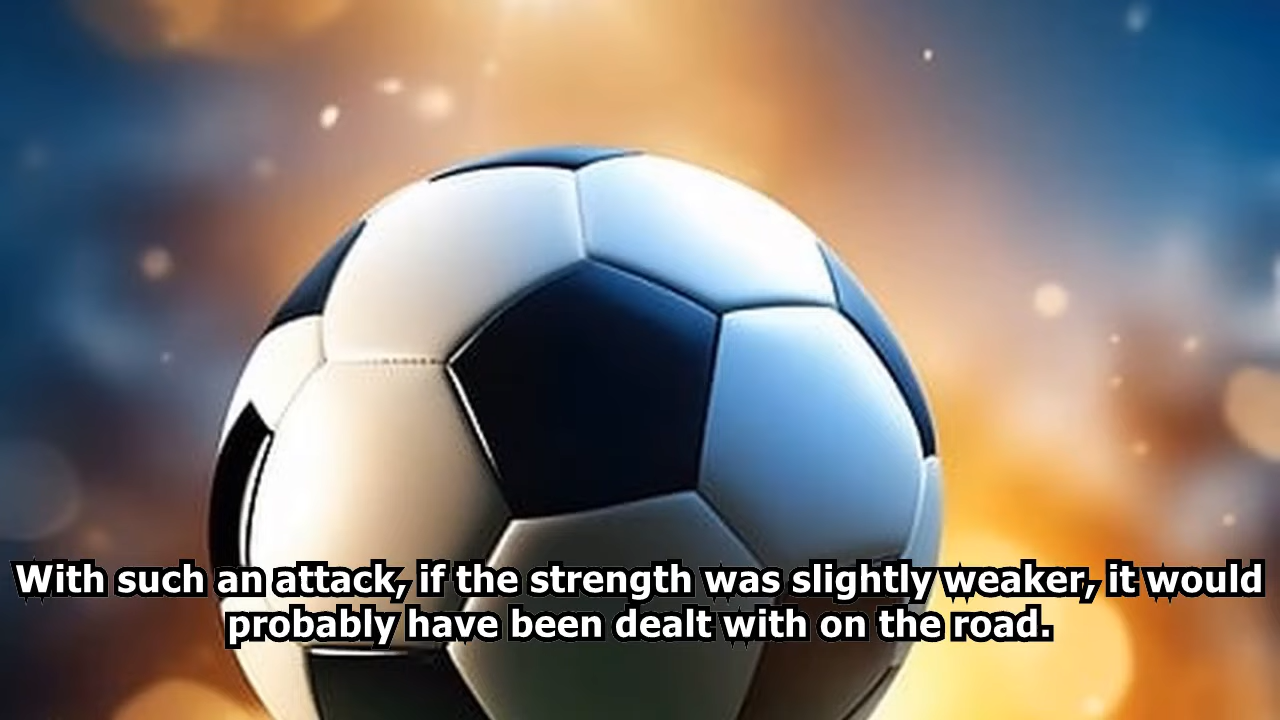 With such an attack, if the strength was slightly weaker, it would
probably have been dealt with on the road.